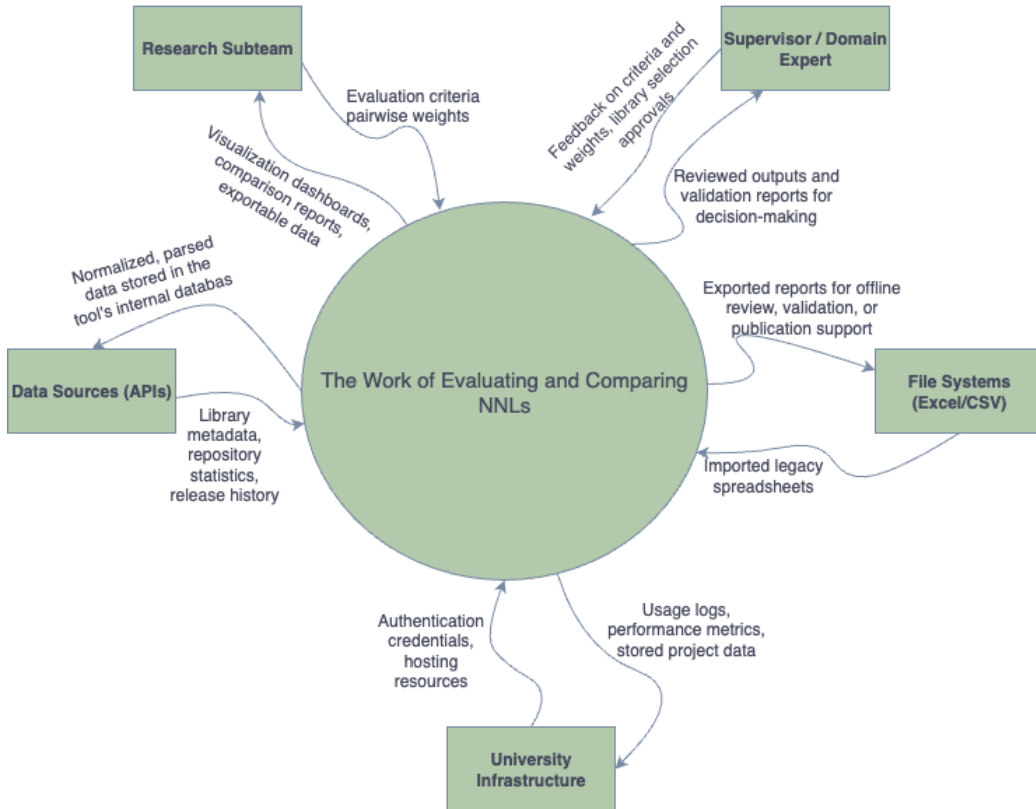 Research Subteam
Supervisor / Domain
Expert
Evaluation criteria
pairwise weights
Feedback on criteria and
weights, library selection
approvals
Visualization dashboards,
comparison reports,
exportable data
Reviewed outputs and
validation reports for
decision-making
Normalized, parsed
data stored in the
tool's internal databas
Exported reports for offline
review, validation, or
publication support
Data Sources (APIs)
The Work of Evaluating and Comparing
NNLs
File Systems
(Excel/CSV)
Library
metadata,
repository
statistics,
release history
Imported legacy
spreadsheets
Authentication
credentials,
hosting
resources
Usage logs,
performance metrics,
stored project data
University
Infrastructure